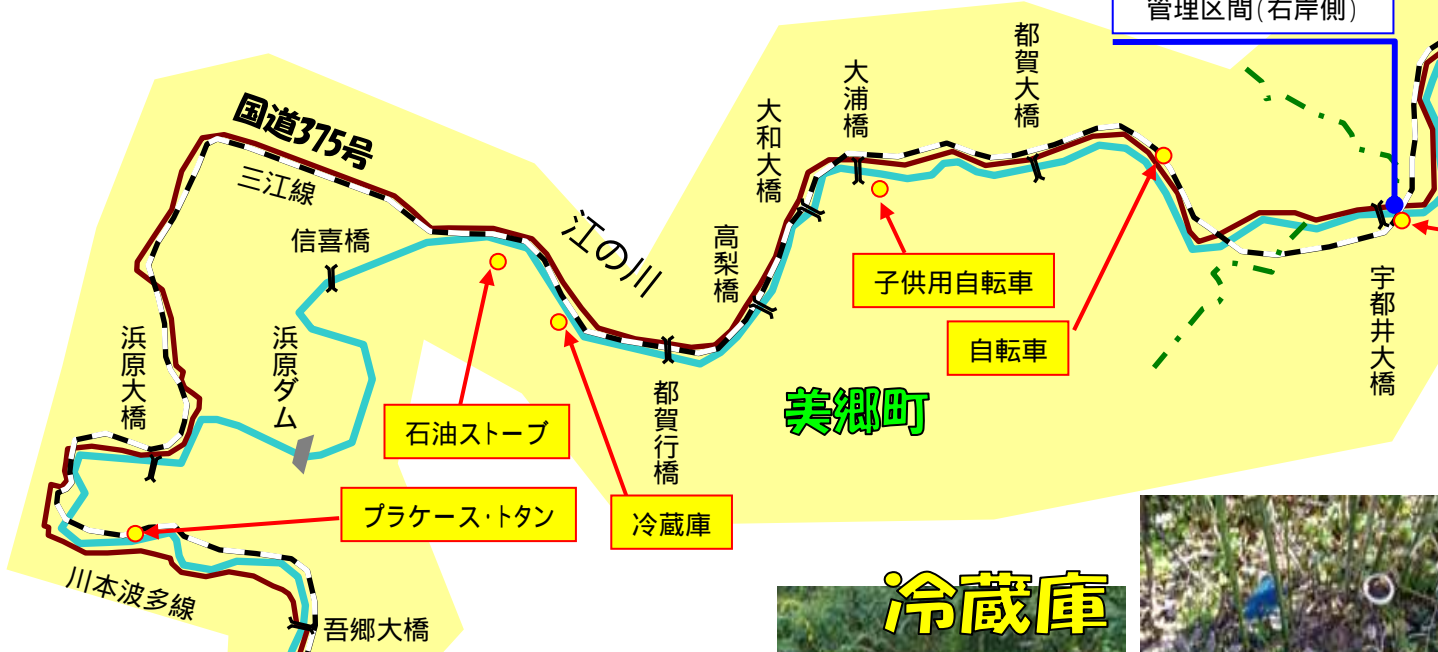 管理区間(右岸側)
都賀大橋
大浦橋
大和大橋
国道375号
三江線
信喜橋
江の川
高梨橋
子供用自転車
自転車
宇都井大橋
浜原大橋
浜原ダム
都賀行橋
美郷町
石油ストーブ
プラケース・トタン
冷蔵庫
川本波多線
吾郷大橋
冷蔵庫